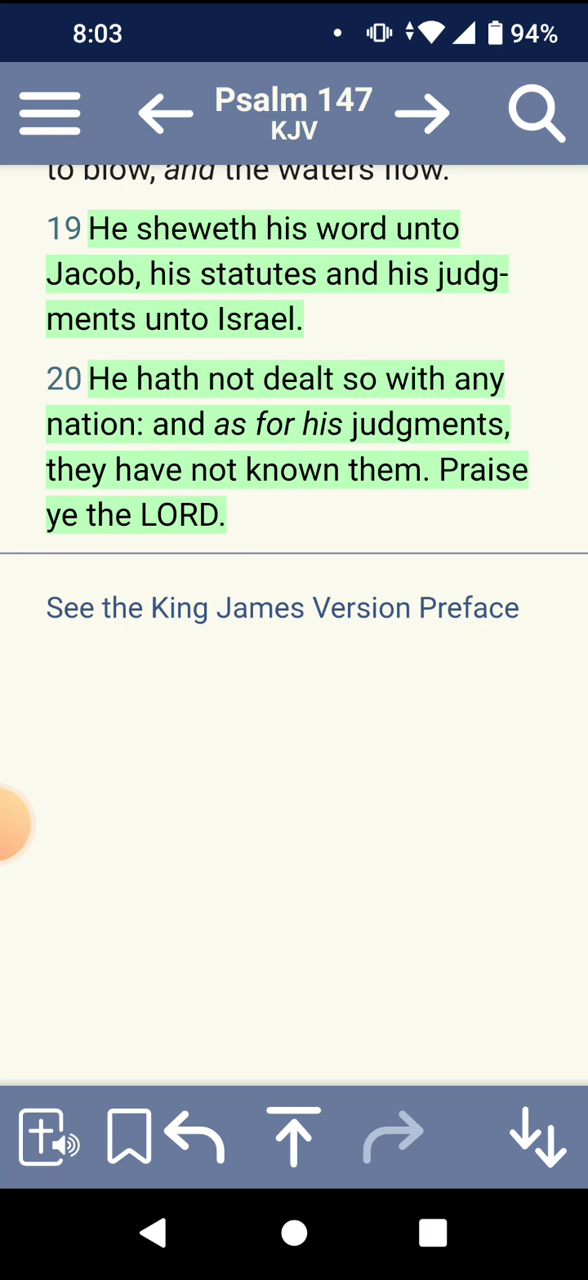 8:03
94%
Psalm 147
KJV
to blow, and the waters flow.
19 He sheweth his word unto
Jacob, his statutes and his judg-
ments unto Israel.
20 He hath not dealt so with any
nation: and as for his judgments,
they have not known them. Praise
ye the LORD.
See the King James Version Preface